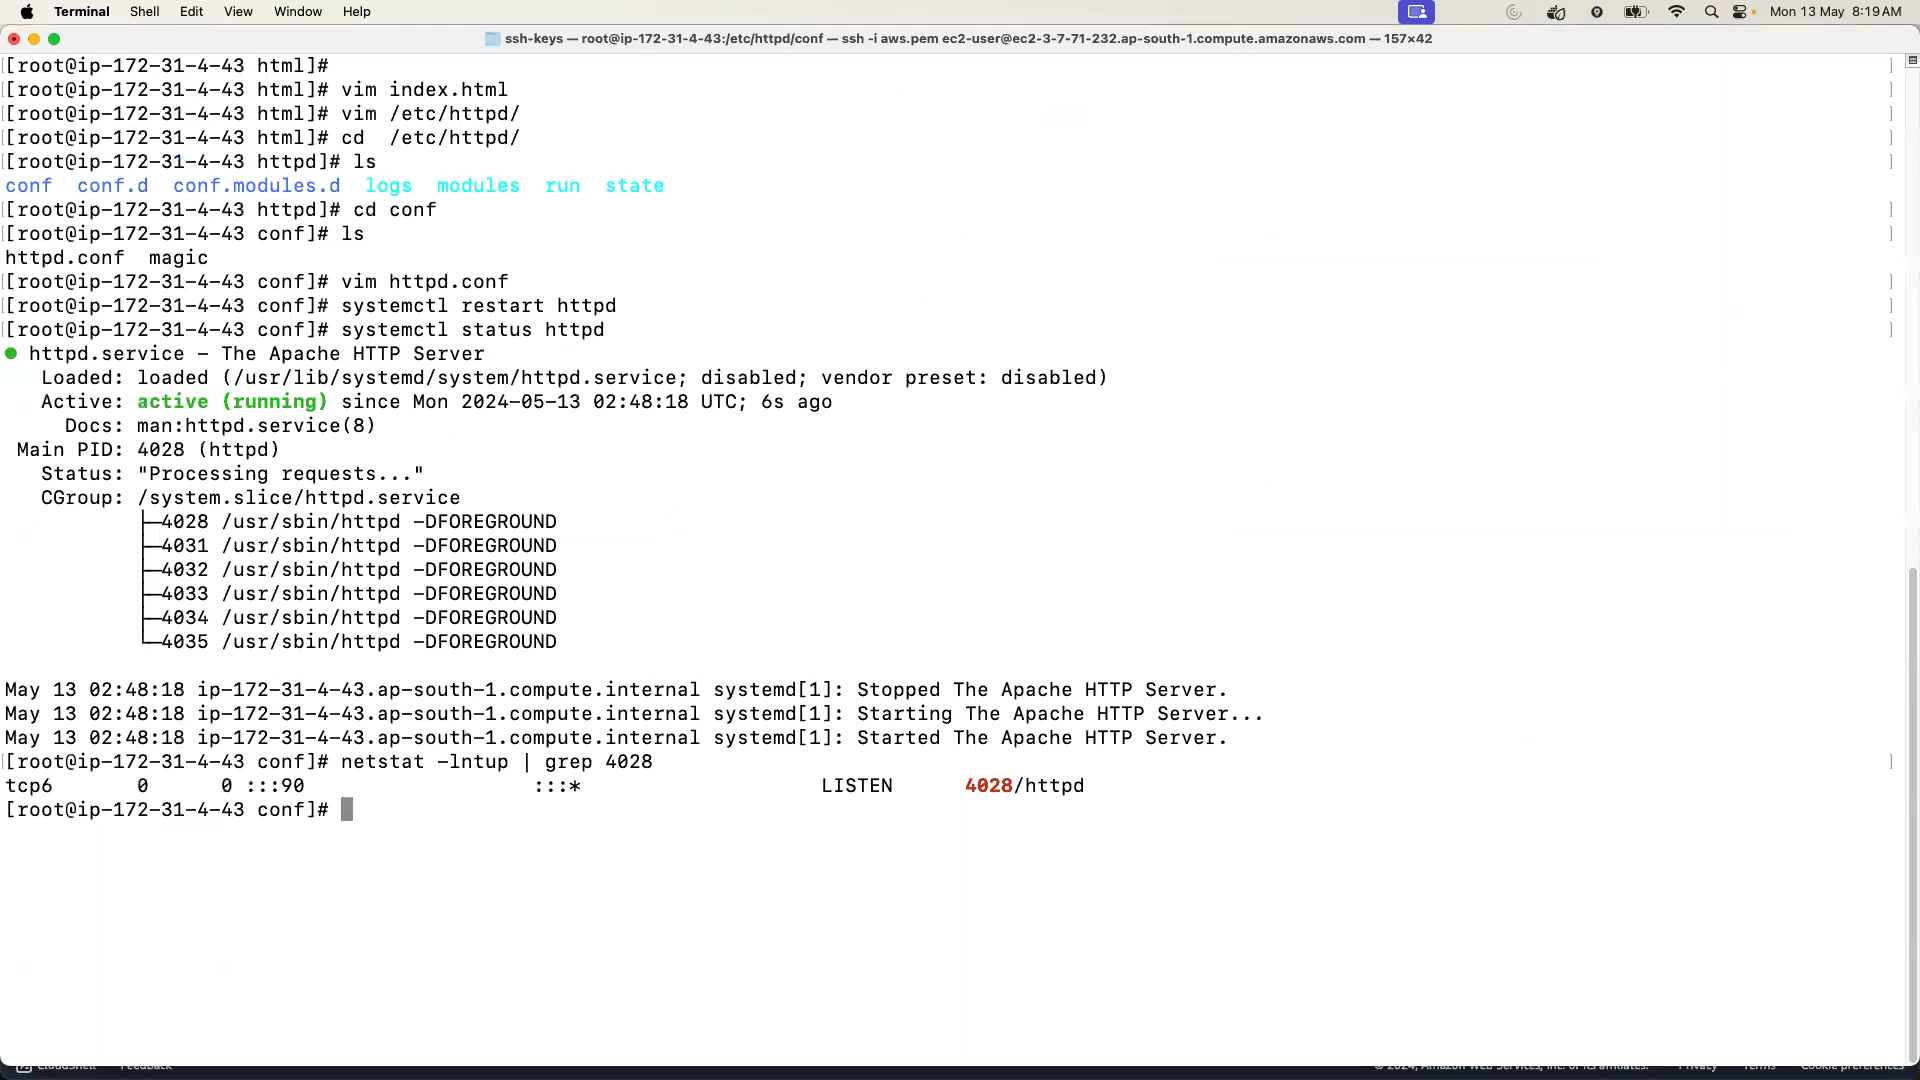 Terminal Shell Edit View Window Help Mon 13 May 8:19 AM
ssh-keys — root@ip-172-31-4-43:/etc/httpd/conf — ssh -i aws.pem ec2-user@ec2-3-7-71-232.ap-south-1.compute.amazonaws.com — 157×42
[root@ip-172-31-4-43 html]#
[root@ip-172-31-4-43 html]# vim index.html
[root@ip-172-31-4-43 html]# vim /etc/httpd/
[root@ip-172-31-4-43 html]# cd  /etc/httpd/
[root@ip-172-31-4-43 httpd]# ls
conf  conf.d  conf.modules.d  logs  modules  run  state
[root@ip-172-31-4-43 httpd]# cd conf
[root@ip-172-31-4-43 conf]# ls
httpd.conf  magic
[root@ip-172-31-4-43 conf]# vim httpd.conf
[root@ip-172-31-4-43 conf]# systemctl restart httpd
[root@ip-172-31-4-43 conf]# systemctl status httpd
● httpd.service - The Apache HTTP Server
   Loaded: loaded (/usr/lib/systemd/system/httpd.service; disabled; vendor preset: disabled)
   Active: active (running) since Mon 2024-05-13 02:48:18 UTC; 6s ago
     Docs: man:httpd.service(8)
 Main PID: 4028 (httpd)
   Status: "Processing requests..."
   CGroup: /system.slice/httpd.service
           ├─4028 /usr/sbin/httpd -DFOREGROUND
           ├─4031 /usr/sbin/httpd -DFOREGROUND
           ├─4032 /usr/sbin/httpd -DFOREGROUND
           ├─4033 /usr/sbin/httpd -DFOREGROUND
           ├─4034 /usr/sbin/httpd -DFOREGROUND
           └─4035 /usr/sbin/httpd -DFOREGROUND
May 13 02:48:18 ip-172-31-4-43.ap-south-1.compute.internal systemd[1]: Stopped The Apache HTTP Server.
May 13 02:48:18 ip-172-31-4-43.ap-south-1.compute.internal systemd[1]: Starting The Apache HTTP Server...
May 13 02:48:18 ip-172-31-4-43.ap-south-1.compute.internal systemd[1]: Started The Apache HTTP Server.
[root@ip-172-31-4-43 conf]# netstat -lntup | grep 4028
tcp6       0      0 :::90                   :::*                    LISTEN      4028/httpd
[root@ip-172-31-4-43 conf]#
CloudShell Feedback © 2024, Amazon Web Services, Inc. or its affiliates. Privacy Terms Cookie preferences